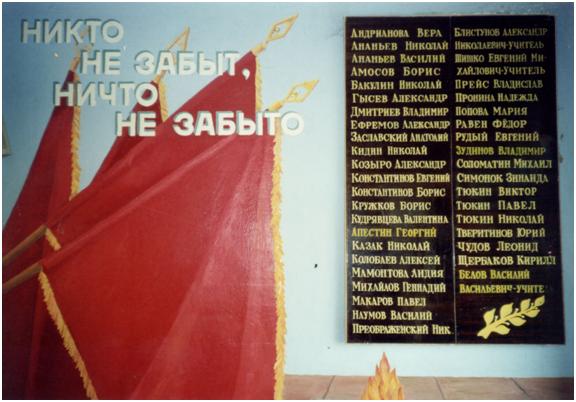 НИКТО
НЕ ЗАБЫТ,
НИЧТО
НЕ ЗАБЫТО
АНДРИАНОВА ВЕРА
АНАНЬЕВ НИКОЛАЙ
АНАНЬЕВ ВАСИЛИЙ
АМОСОВ БОРИС
БАКУЛИН НИКОЛАЙ
ГЫСЕВ АЛЕКСАНДР
ДМИТРИЕВ ВЛАДИМИР
ЕФРЕМОВ АЛЕКСАНДР
ЗАСЛАВСКИЙ АНАТОЛИЙ
КИДИН НИКОЛАЙ
КОЗЫРО АЛЕКСАНДР
КОНСТАНТИНОВ ЕВГЕНИЙ
КОНСТАНТИНОВ БОРИС
КРУЖКОВ БОРИС
КУДРЯВЦЕВА ВАЛЕНТИНА
АПЕСТИН ГЕОРГИЙ
КАЗАК НИКОЛАЙ
КОЛОБАЕВ АЛЕКСЕЙ
МАМОНТОВА ЛИДИЯ
МИХАЙЛОВ ГЕННАДИЙ
МАКАРОВ ПАВЕЛ
НАУМОВ ВАСИЛИЙ
ПРЕОБРАЖЕНСКИЙ НИК
БЛИСТУНОВ АЛЕКСАНДР
НИКОЛАЕВИЧ-УЧИТЕЛЬ
ШИШКО ЕВГЕНИЙ МИ-
ХАЙЛОВИЧ-УЧИТЕЛЬ
ПРЕЙС ВЛАДИСЛАВ
ПРОНИНА НАДЕЖДА
ПОПОВА МАРИЯ
РАВЕН ФЁДОР
РУДЫЙ ЕВГЕНИЙ
ЗУДИНОВ ВЛАДИМИР
СОЛОМАТИН МИХАИЛ
СИМОНОК ЗИНАИДА
ТЮКИН ВИКТОР
ТЮКИН ПАВЕЛ
ТЮКИН НИКОЛАЙ
ТВЕРИТИНОВ ЮРИЙ
ЧУДОВ ЛЕОНИД
ЩЕРБАКОВ КИРИЛЛ
БЕЛОВ ВАСИЛИЙ
ВАСИЛЬЕВИЧ-УЧИТЕЛЬ